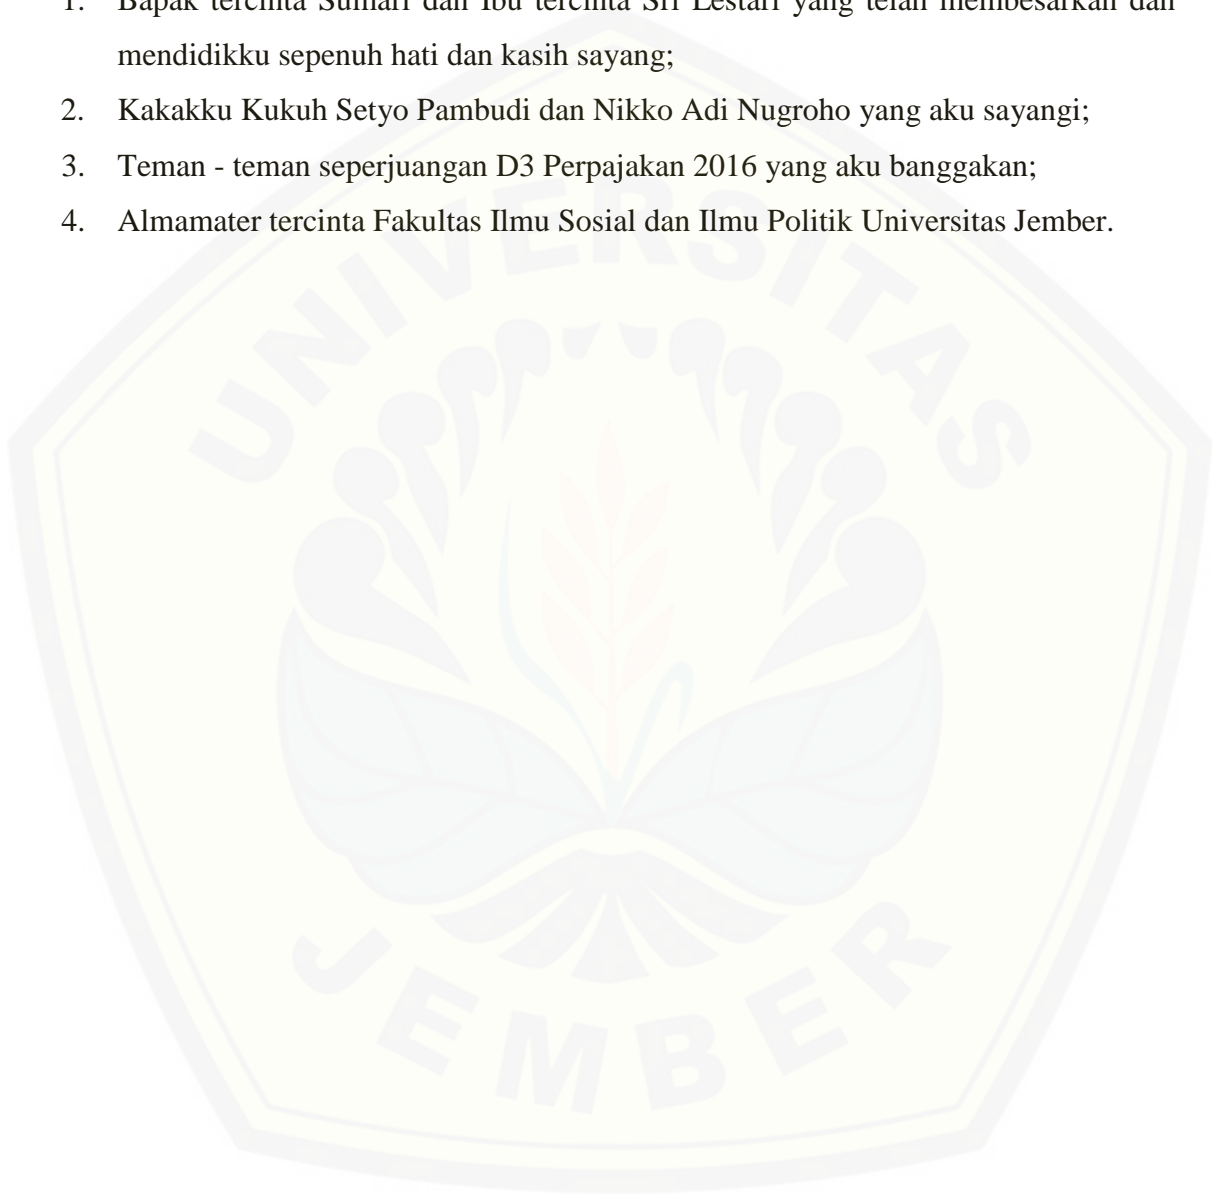 1. Bapak tercinta Sumari dan Ibu tercinta Sri Lestari yang telah membesarkan dan
mendidikku sepenuh hati dan kasih sayang;
2. Kakakku Kukuh Setyo Pambudi dan Nikko Adi Nugroho yang aku sayangi;
3. Teman - teman seperjuangan D3 Perpajakan 2016 yang aku banggakan;
4. Almamater tercinta Fakultas Ilmu Sosial dan Ilmu Politik Universitas Jember.
UNIVERSITAS
JEMBER